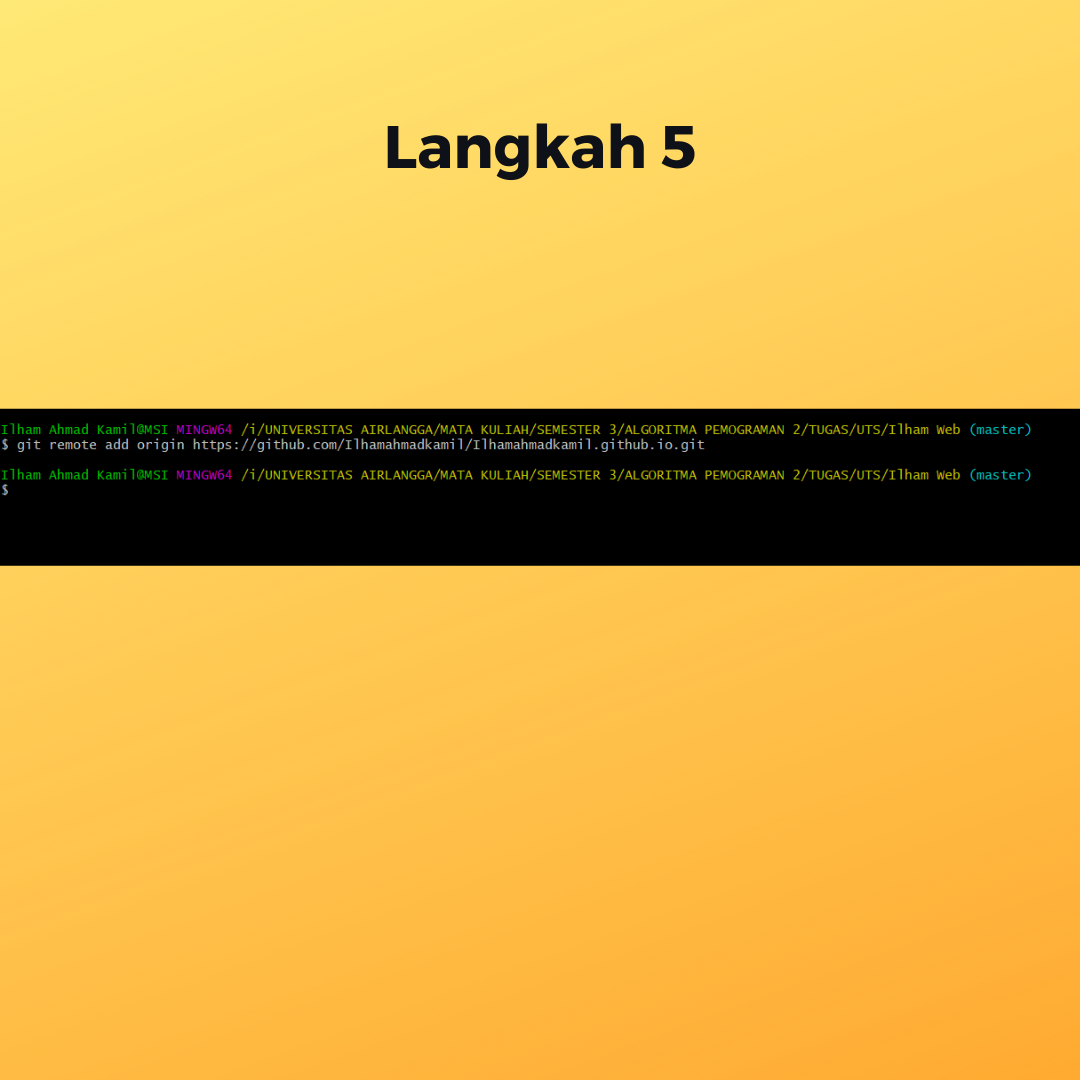 Langkah 5
Ilham Ahmad Kamil@MSI MINGW64 /i/UNIVERSITAS AIRLANGGA/MATA KULIAH/SEMESTER 3/ALGORITMA PEMOGRAMAN 2/TUGAS/UTS/Ilham Web (master)
$ git remote add origin https://github.com/Ilhamahmadkamil/Ilhamahmadkamil.github.io.git
Ilham Ahmad Kamil@MSI MINGW64 /i/UNIVERSITAS AIRLANGGA/MATA KULIAH/SEMESTER 3/ALGORITMA PEMOGRAMAN 2/TUGAS/UTS/Ilham Web (master)
$